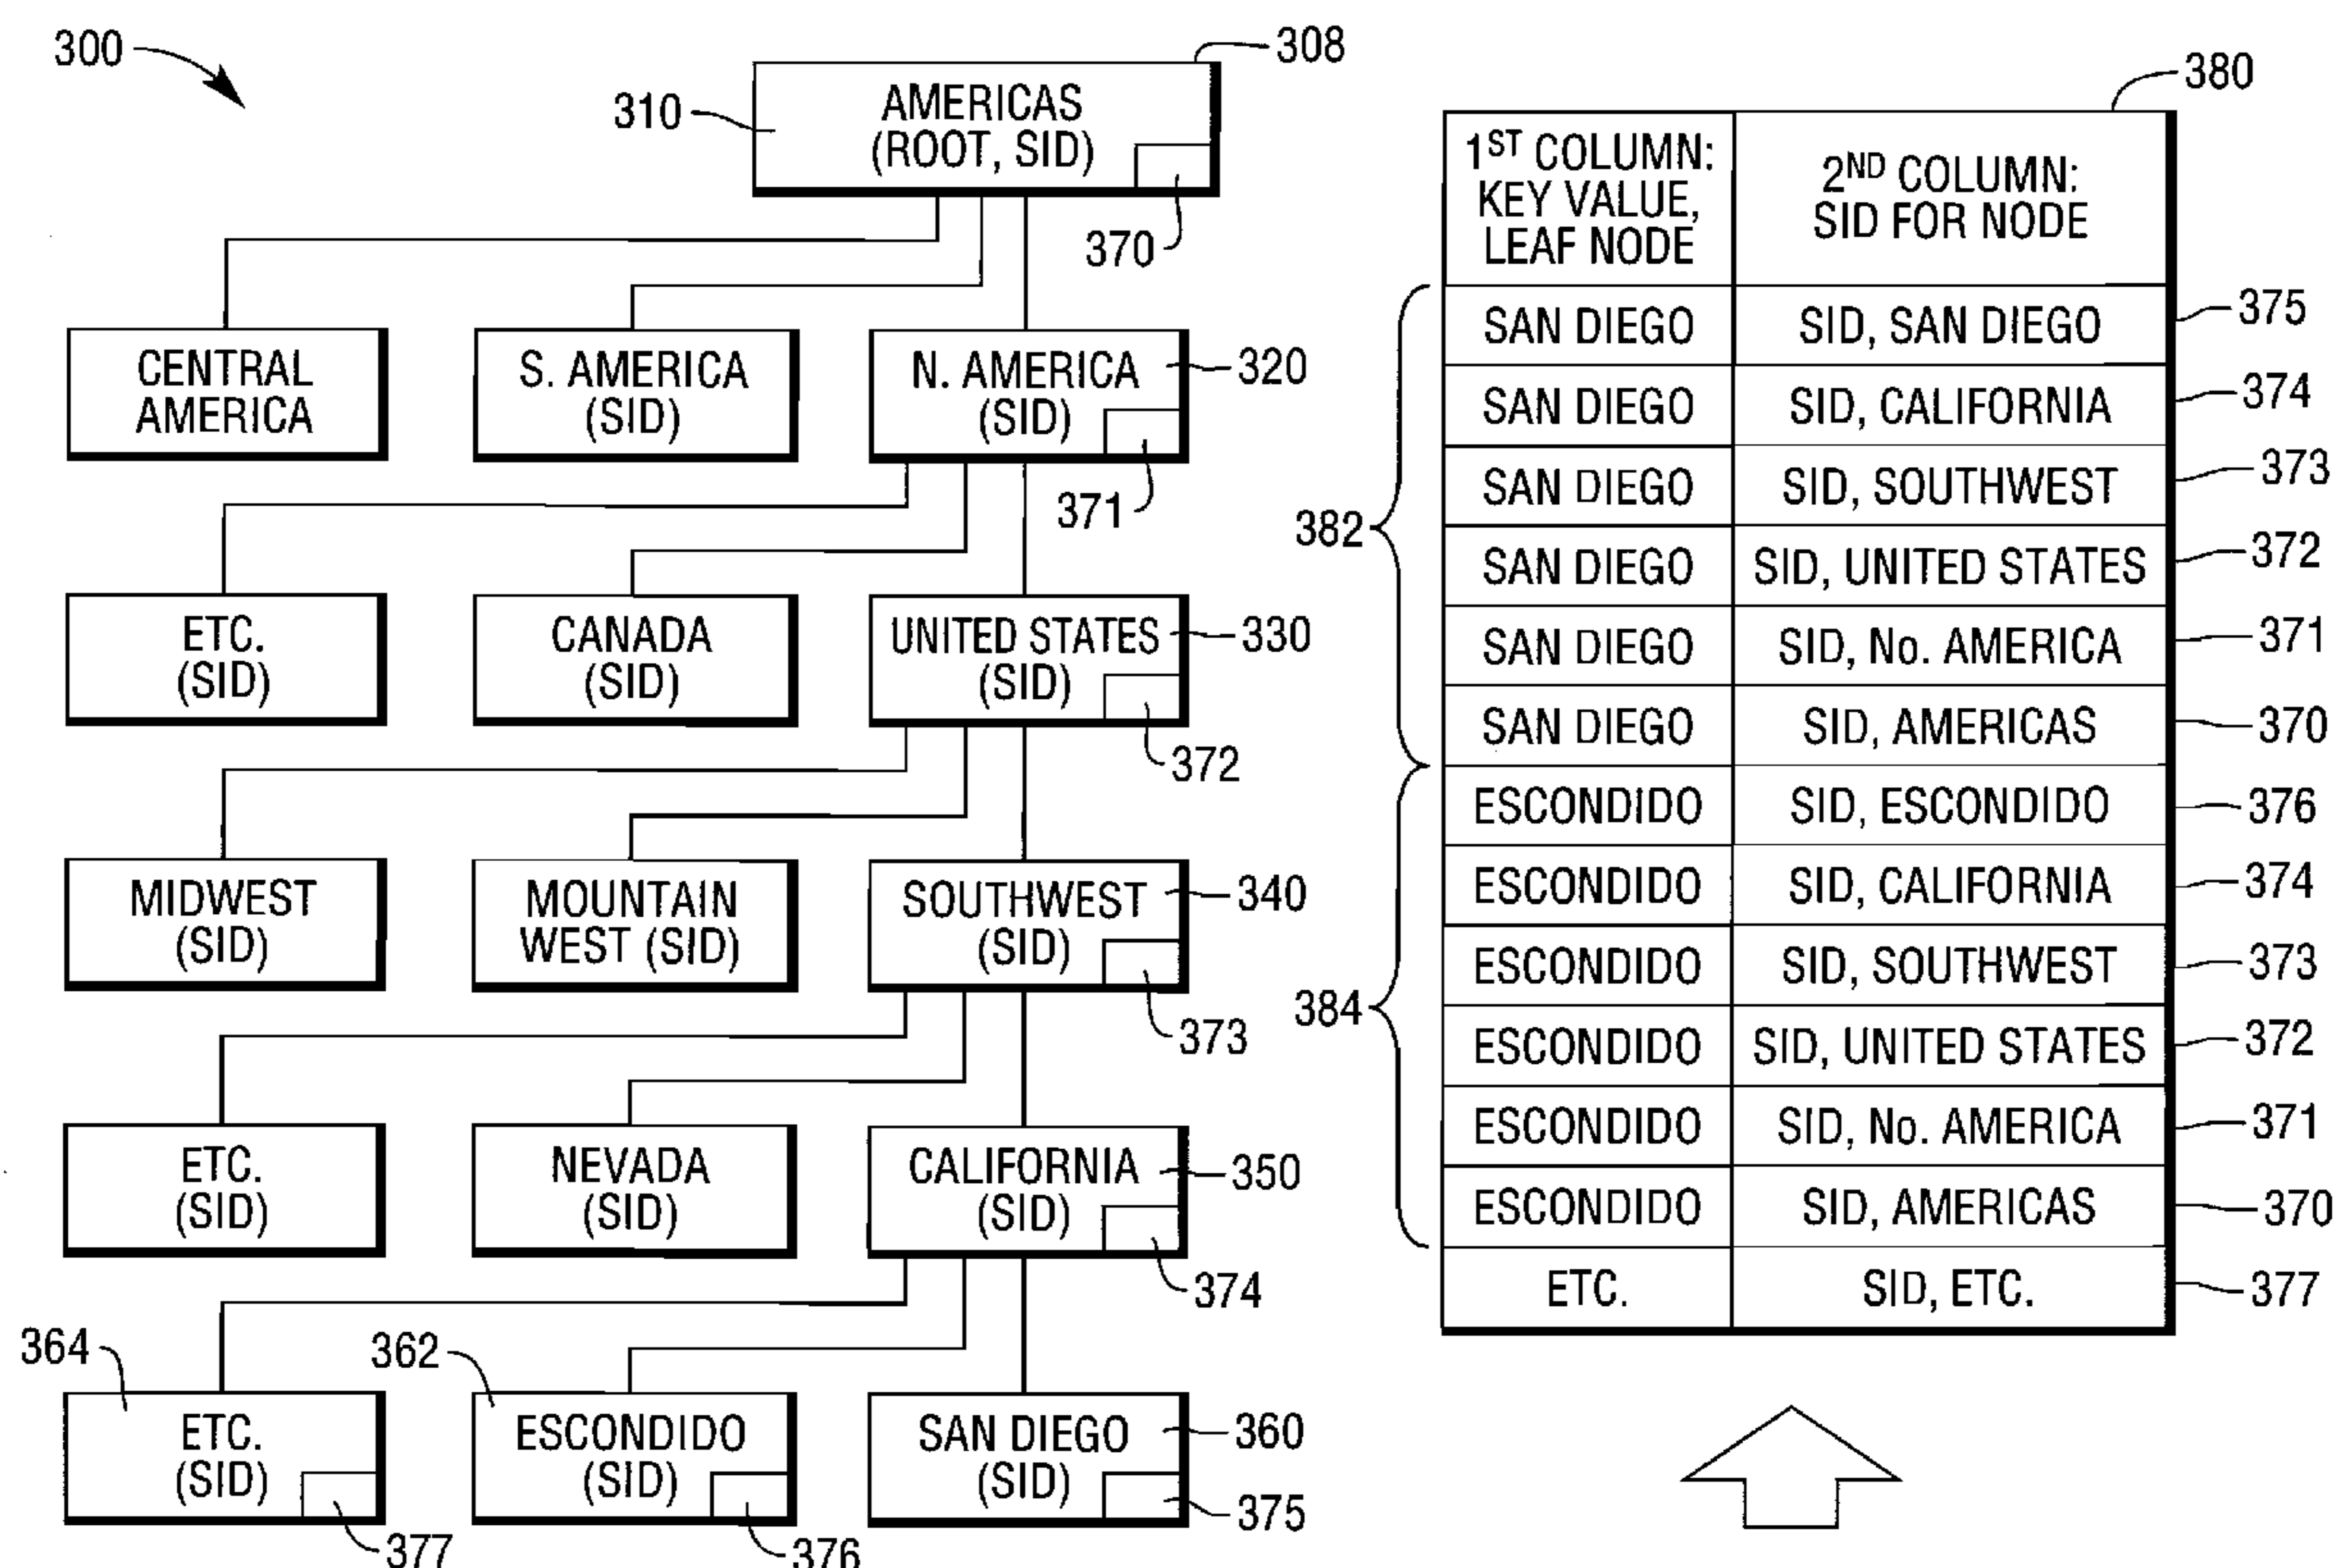 300
308
310
AMERICAS
(ROOT, SID)
370
CENTRAL
AMERICA
S. AMERICA
(SID)
N. AMERICA
(SID)
320
371
ETC.
(SID)
CANADA
(SID)
UNITED STATES
(SID)
330
372
MIDWEST
(SID)
MOUNTAIN
WEST (SID)
SOUTHWEST
(SID)
340
373
ETC.
(SID)
NEVADA
(SID)
CALIFORNIA
(SID)
350
374
364
ETC.
(SID)
377
362
ESCONDIDO
(SID)
376
SAN DIEGO
(SID)
360
375
380
1ST COLUMN:
KEY VALUE,
LEAF NODE
2ND COLUMN:
SID FOR NODE
382
SAN DIEGO SID, SAN DIEGO 375
SAN DIEGO SID, CALIFORNIA 374
SAN DIEGO SID, SOUTHWEST 373
SAN DIEGO SID, UNITED STATES 372
SAN DIEGO SID, No. AMERICA 371
SAN DIEGO SID, AMERICAS 370
384
ESCONDIDO SID, ESCONDIDO 376
ESCONDIDO SID, CALIFORNIA 374
ESCONDIDO SID, SOUTHWEST 373
ESCONDIDO SID, UNITED STATES 372
ESCONDIDO SID, No. AMERICA 371
ESCONDIDO SID, AMERICAS 370
ETC. SID, ETC. 377